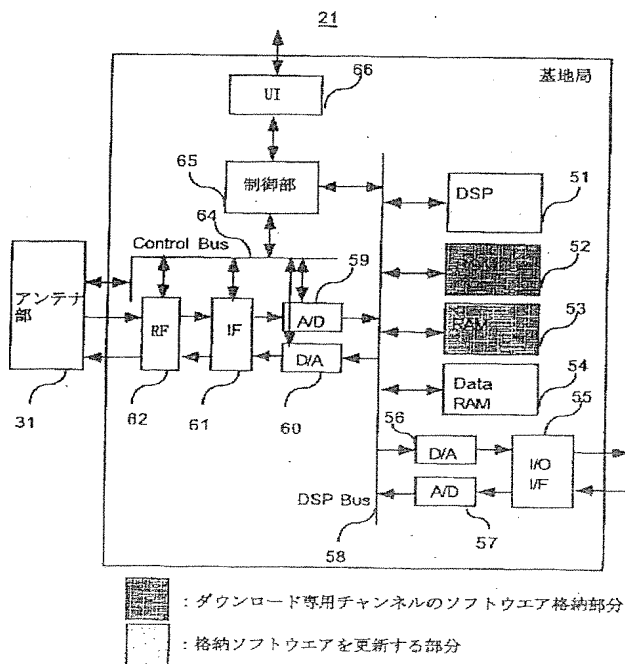 21
基地局
UI
66
65
制御部
64
Control Bus
DSP
51
52
RAM
53
Data
RAM
54
アンテナ
部
31
RF
62
IF
61
A/D
59
D/A
60
56
D/A
A/D
57
I/O
I/F
55
DSP Bus
58
：ダウンロード専用チャンネルのソフトウエア格納部分
：格納ソフトウエアを更新する部分